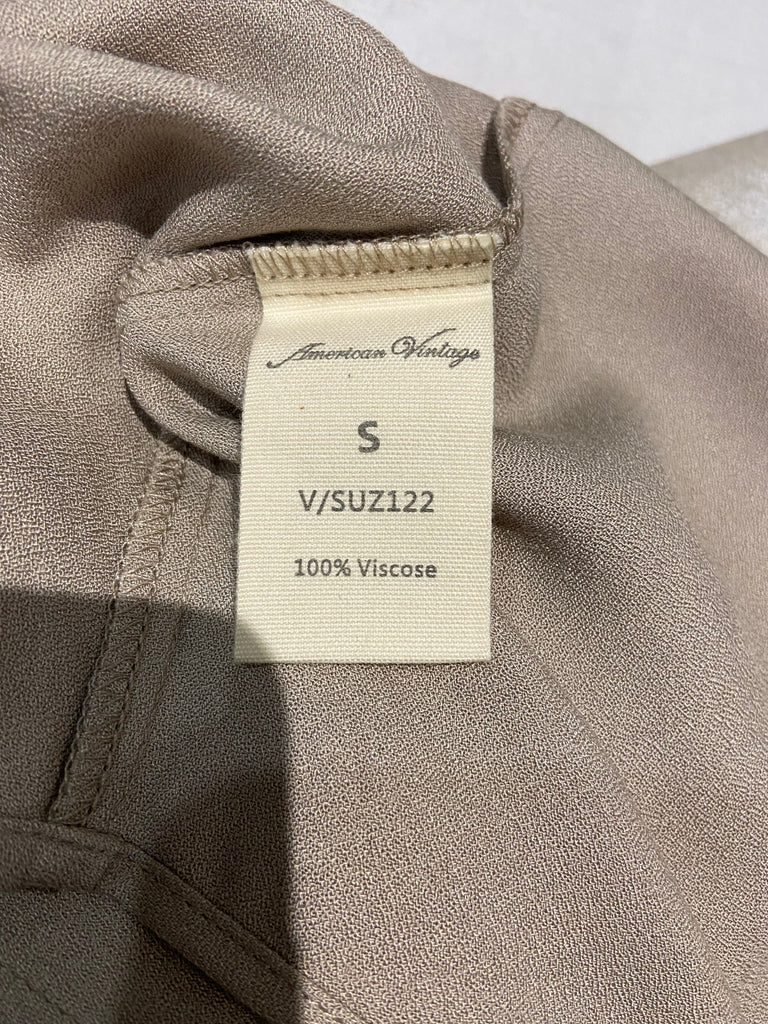 American Vintage
S
V/SUZ122
100% Viscose